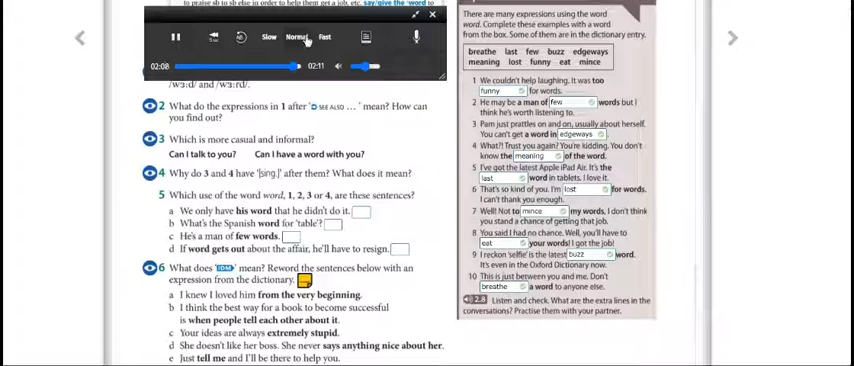 to praise sb to sb else in order to help them get a job, etc. say/give the word to
Slow Normal Fast
02:08 02:11
/wɜːd/ and /wɜːrd/.
2 What do the expressions in 1 after 'SEE ALSO ...' mean? How can
you find out?
3 Which is more casual and informal?
Can I talk to you? Can I have a word with you?
4 Why do 3 and 4 have '[sing.]' after them? What does it mean?
5 Which use of the word word, 1, 2, 3 or 4, are these sentences?
a We only have his word that he didn't do it.
b What's the Spanish word for 'table'?
c He's a man of few words.
d If word gets out about the affair, he'll have to resign.
6 What does 'IDM' mean? Reword the sentences below with an
expression from the dictionary.
a I knew I loved him from the very beginning.
b I think the best way for a book to become successful
is when people tell each other about it.
c Your ideas are always extremely stupid.
d She doesn't like her boss. She never says anything nice about her.
e Just tell me and I'll be there to help you.
There are many expressions using the word
word. Complete these examples with a word
from the box. Some of them are in the dictionary entry.
breathe last few buzz edgeways
meaning lost funny eat mince
1 We couldn't help laughing. It was too
funny for words.
2 He may be a man of few words but I
think he's worth listening to.
3 Pam just prattles on and on, usually about herself.
You can't get a word in edgeways.
4 What?! Trust you again? You're kidding. You don't
know the meaning of the word.
5 I've got the latest Apple iPad Air. It's the
last word in tablets. I love it.
6 That's so kind of you. I'm lost for words.
I can't thank you enough.
7 Well! Not to mince my words, I don't think
you stand a chance of getting that job.
8 You said I had no chance. Well, you'll have to
eat your words! I got the job!
9 I reckon 'selfie' is the latest buzz word.
It's even in the Oxford Dictionary now.
10 This is just between you and me. Don't
breathe a word to anyone else.
2.8 Listen and check. What are the extra lines in the
conversations? Practise them with your partner.